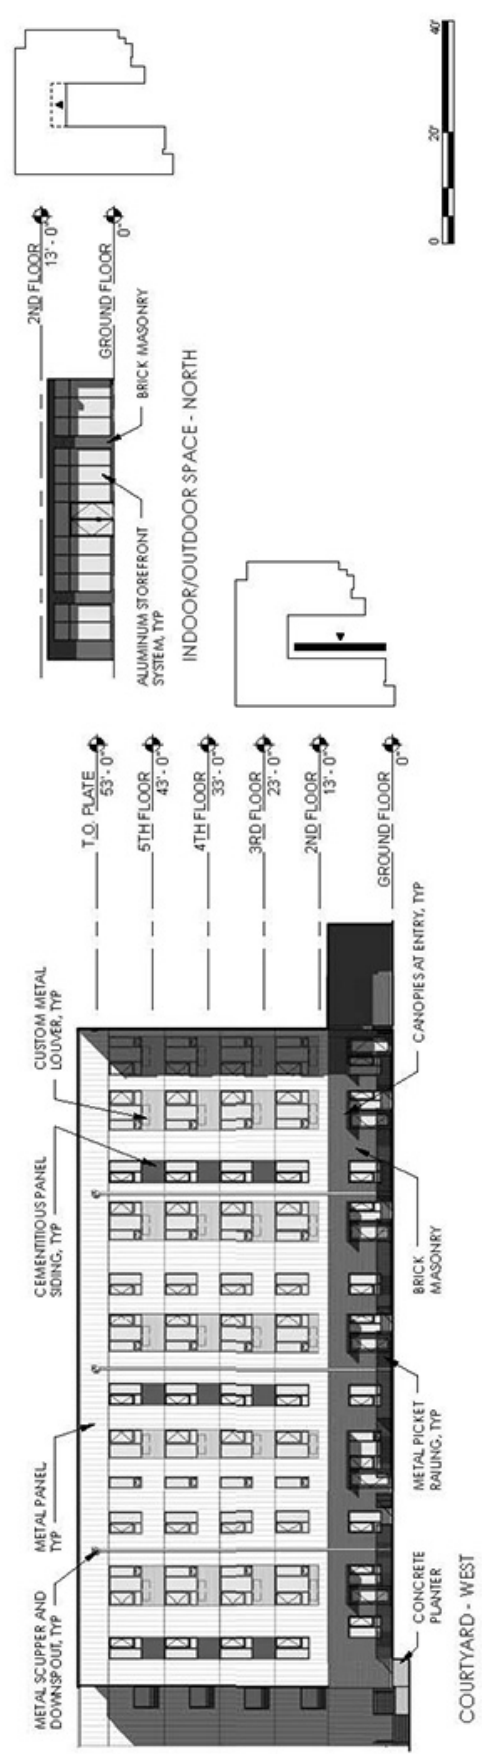 METAL SCUPPER AND
DOWNSPOUT, TYP
METAL PANEL,
TYP
CEMENTITIOUS PANEL
SIDING, TYP
CUSTOM METAL
LOUVER, TYP
T.O. PLATE
53' - 0"
5TH FLOOR
43' - 0"
4TH FLOOR
33' - 0"
3RD FLOOR
23' - 0"
2ND FLOOR
13' - 0"
GROUND FLOOR
0"
CONCRETE
PLANTER
METAL PICKET
RAILING, TYP
BRICK
MASONRY
CANOPIES AT ENTRY, TYP
COURTYARD - WEST
2ND FLOOR
13' - 0"
GROUND FLOOR
0"
ALUMINUM STOREFRONT
SYSTEM, TYP
BRICK MASONRY
INDOOR/OUTDOOR SPACE - NORTH
0
20'
40'